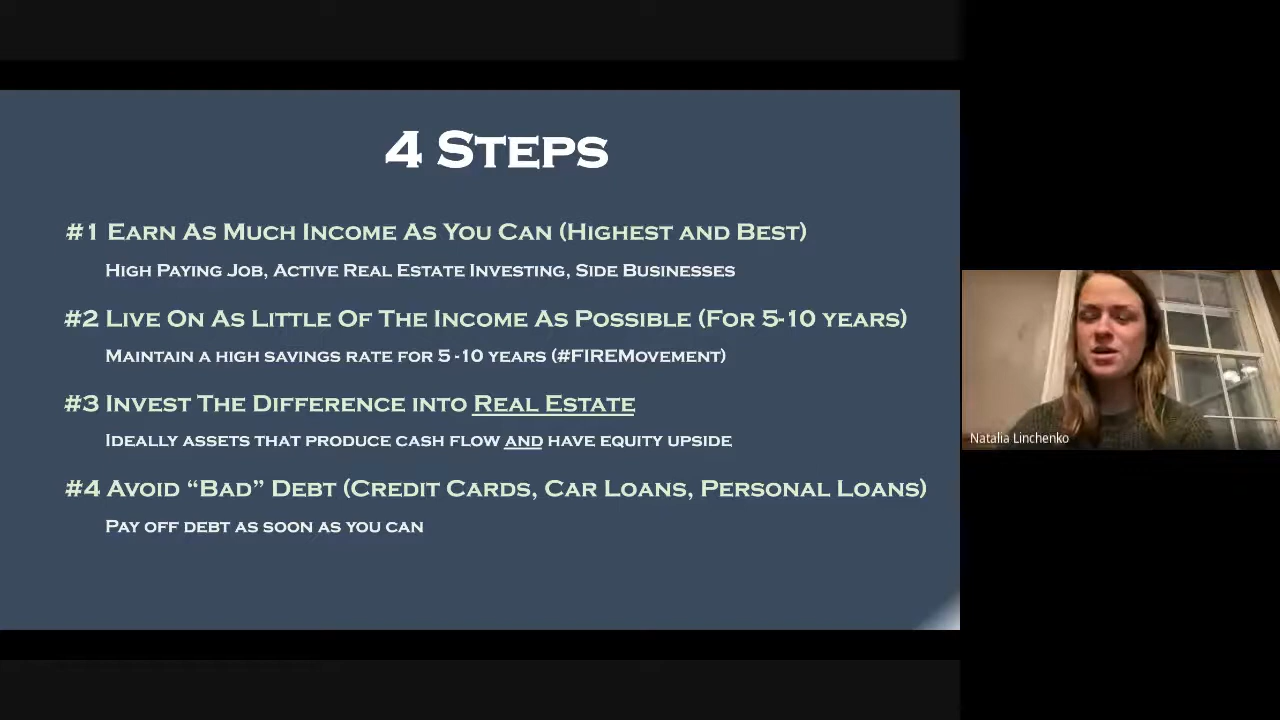 4 Steps
#1 Earn As Much Income As You Can (Highest and Best)
High Paying Job, Active Real Estate Investing, Side Businesses
#2 Live On As Little Of The Income As Possible (For 5-10 years)
Maintain a high savings rate for 5-10 years (#FIREMovement)
#3 Invest The Difference into Real Estate
Ideally assets that produce cash flow and have equity upside
#4 Avoid “Bad” Debt (Credit Cards, Car Loans, Personal Loans)
Pay off debt as soon as you can
Natalia Linchenko